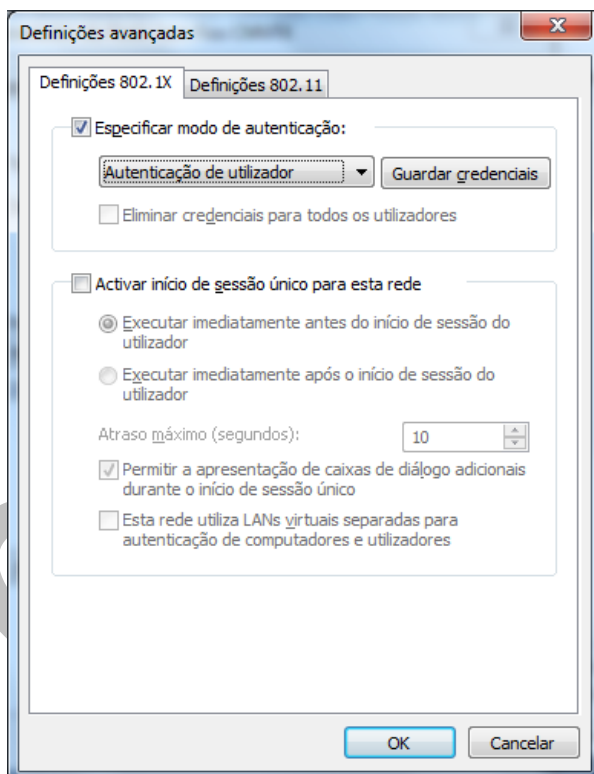 Definições avançadas
Definições 802.1X Definições 802.11
Especificar modo de autenticação:
Autenticação de utilizador Guardar credenciais
Eliminar credenciais para todos os utilizadores
Activar início de sessão único para esta rede
Executar imediatamente antes do início de sessão do
utilizador
Executar imediatamente após o início de sessão do
utilizador
Atraso máximo (segundos): 10
Permitir a apresentação de caixas de diálogo adicionais
durante o início de sessão único
Esta rede utiliza LANs virtuais separadas para
autenticação de computadores e utilizadores
OK Cancelar